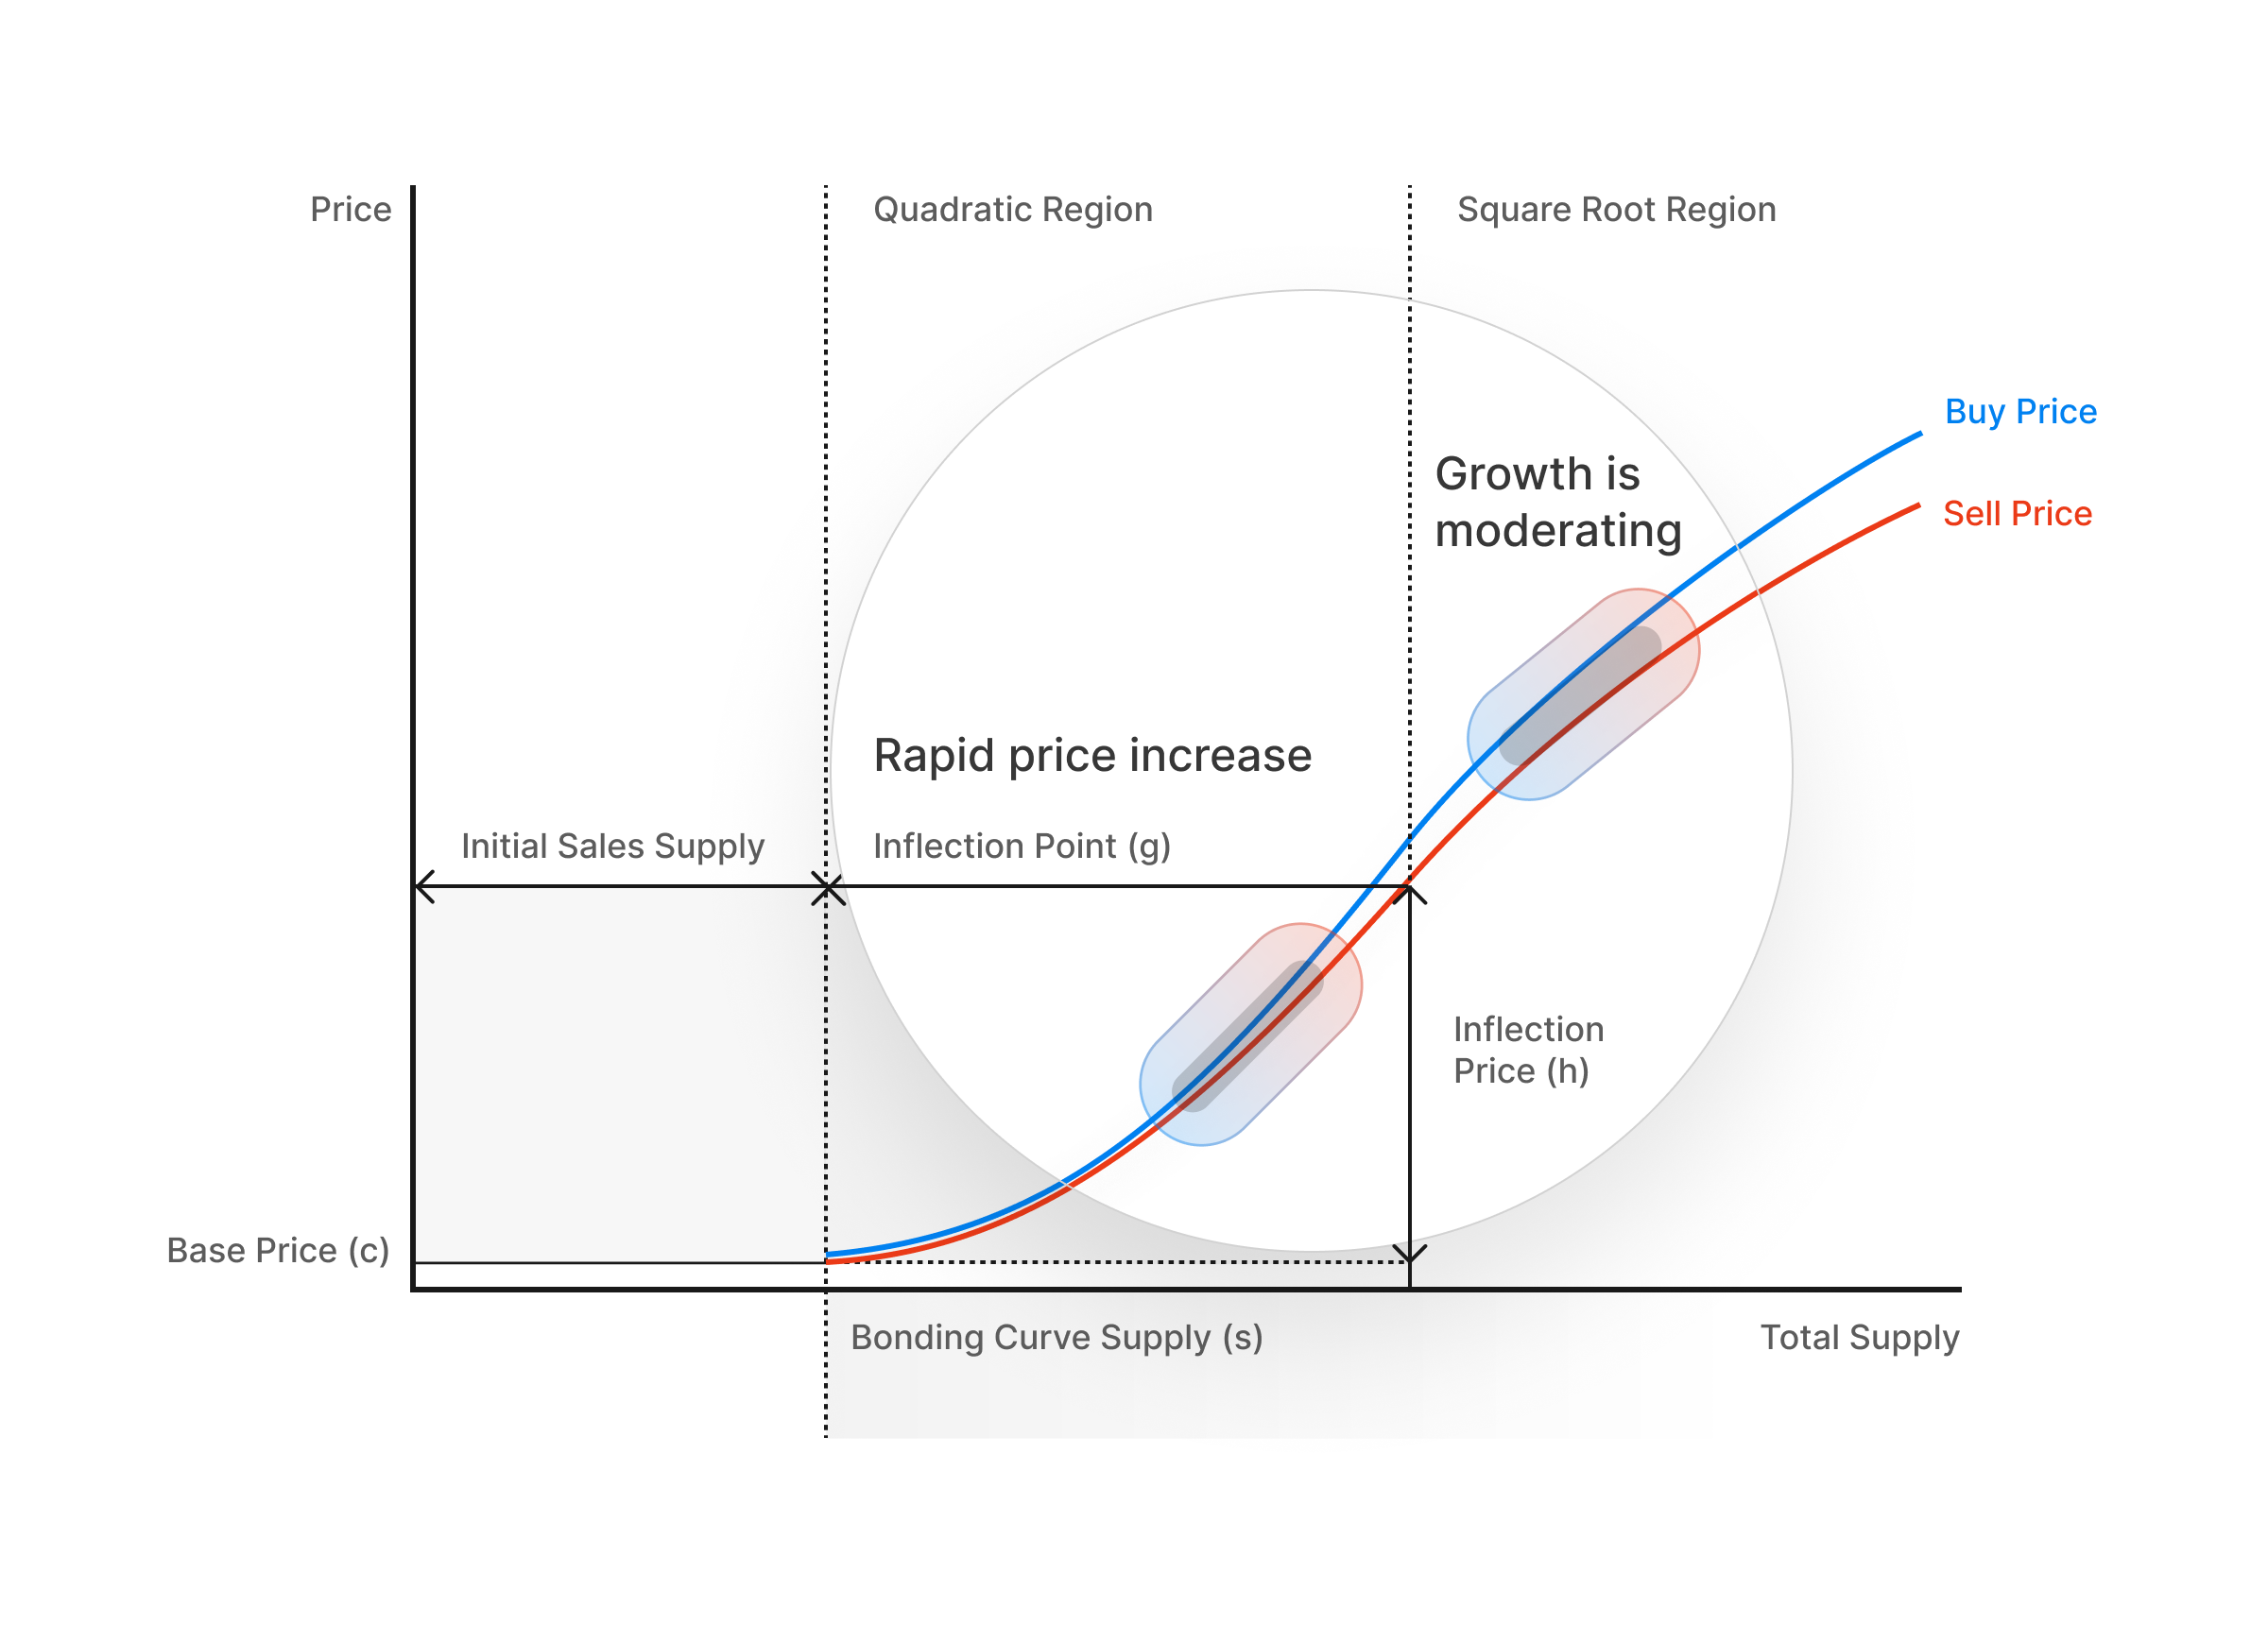 Price
Quadratic Region
Square Root Region
Buy Price
Growth is
moderating
Sell Price
Rapid price increase
Initial Sales Supply
Inflection Point (g)
Inflection
Price (h)
Base Price (c)
Bonding Curve Supply (s)
Total Supply